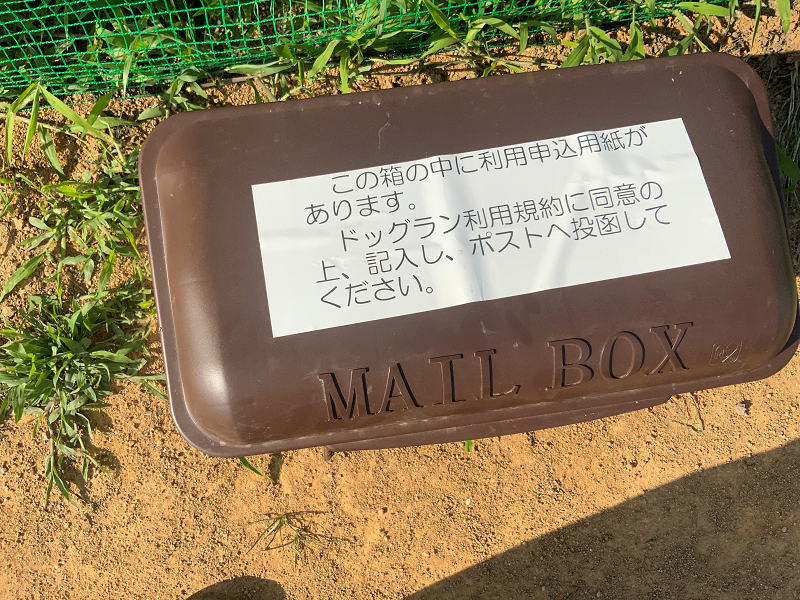 この箱の中に利用申込用紙が
あります。
ドッグラン利用規約に同意の
上、記入し、ポストへ投函して
ください。
MAIL BOX